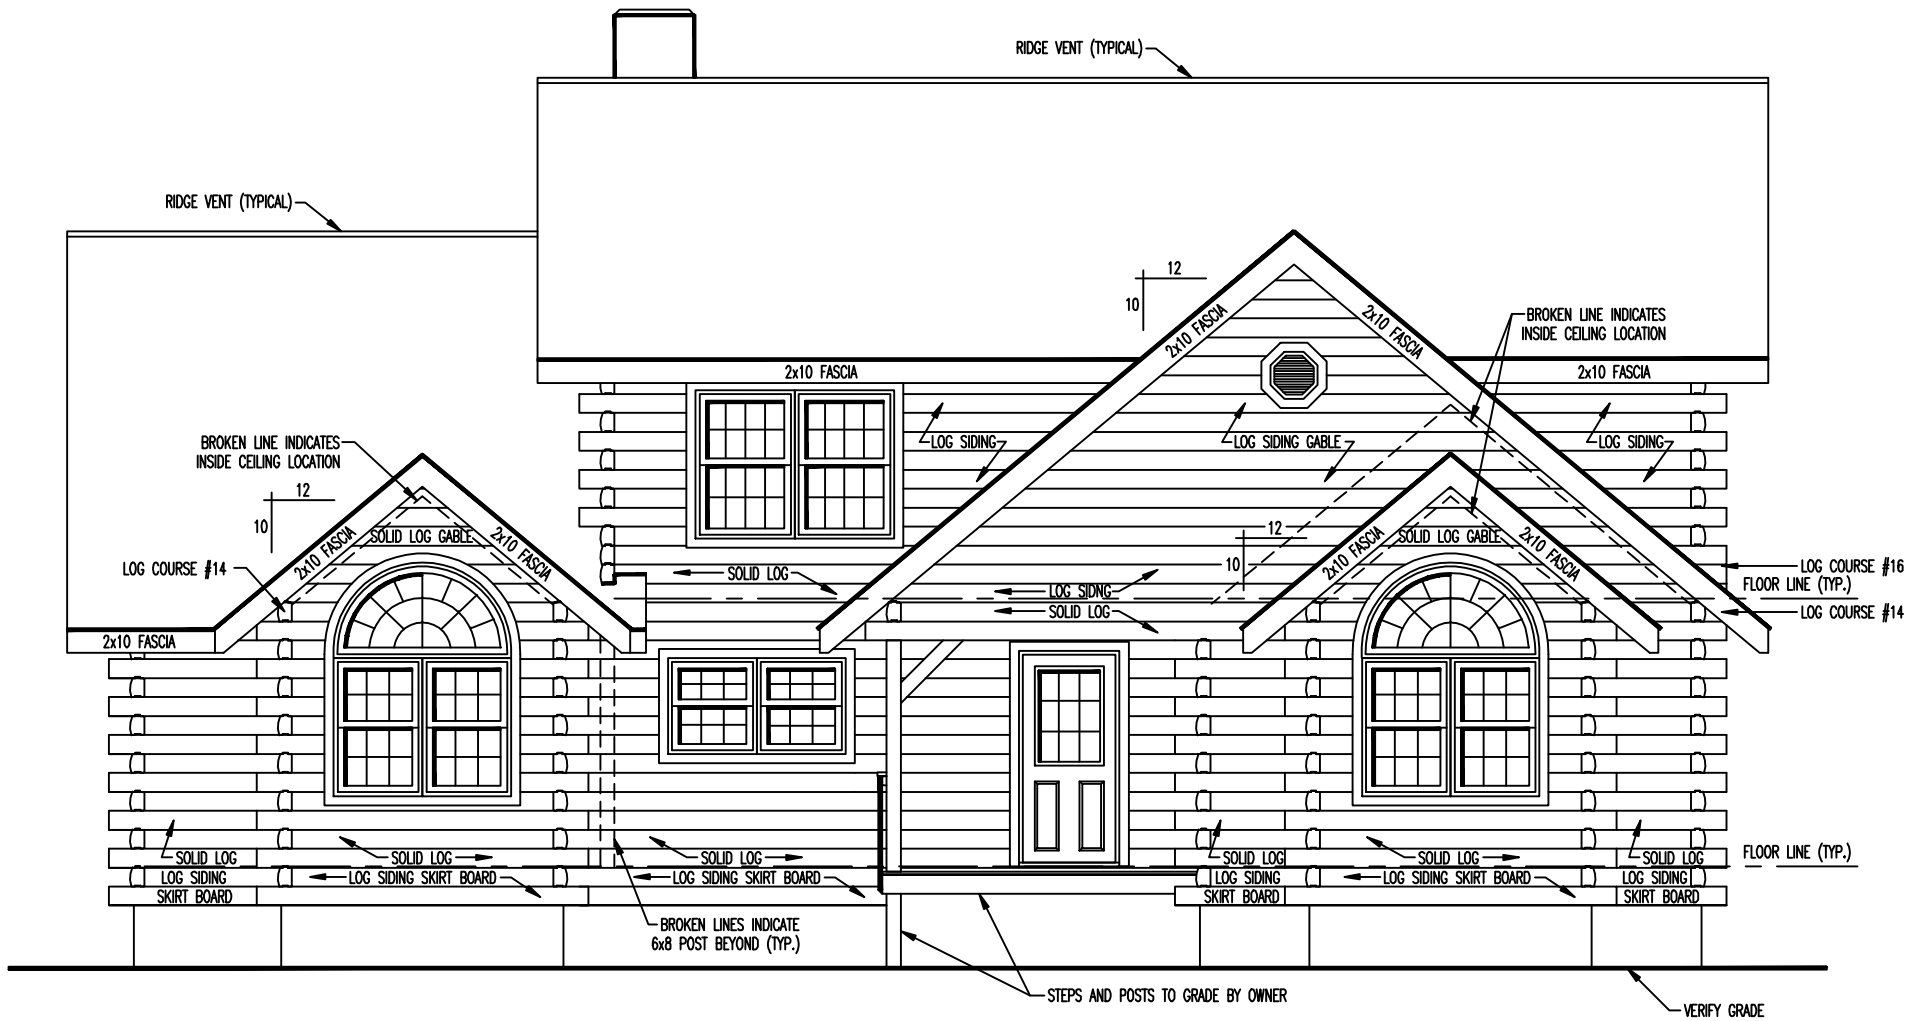 RIDGE VENT (TYPICAL)
RIDGE VENT (TYPICAL)
12
10
2x10 FASCIA
2x10 FASCIA
BROKEN LINE INDICATES
INSIDE CEILING LOCATION
2x10 FASCIA
2x10 FASCIA
BROKEN LINE INDICATES
INSIDE CEILING LOCATION
LOG SIDING
LOG SIDING GABLE
LOG SIDING
12
10
2x10 FASCIA
SOLID LOG GABLE
2x10 FASCIA
12
10
2x10 FASCIA
SOLID LOG GABLE
2x10 FASCIA
LOG COURSE #14
SOLID LOG
LOG SIDNG
SOLID LOG
LOG COURSE #16
FLOOR LINE (TYP.)
LOG COURSE #14
2x10 FASCIA
SOLID LOG
SOLID LOG
SOLID LOG
SOLID LOG
SOLID LOG
SOLID LOG
FLOOR LINE (TYP.)
LOG SIDING
SKIRT BOARD
LOG SIDING SKIRT BOARD
LOG SIDING SKIRT BOARD
LOG SIDING
SKIRT BOARD
LOG SIDING SKIRT BOARD
LOG SIDING
SKIRT BOARD
BROKEN LINES INDICATE
6x8 POST BEYOND (TYP.)
STEPS AND POSTS TO GRADE BY OWNER
VERIFY GRADE